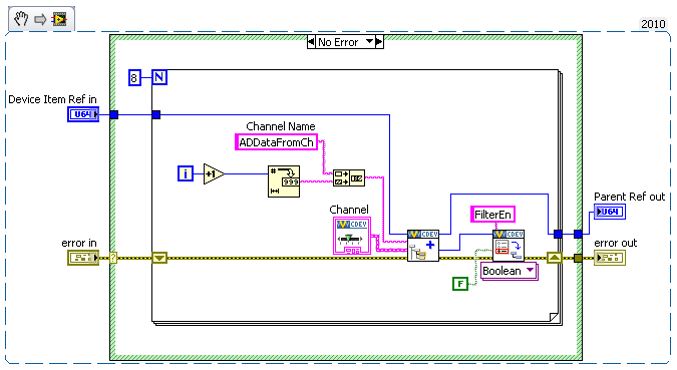 2010
No Error
8 N
Device Item Ref in
U64
Channel Name
ADDataFromCh
i +1
# 999
Channel
CDEV
FilterEn
CDEV CDEV
Parent Ref out
U64
error in
?
error out
Boolean
F